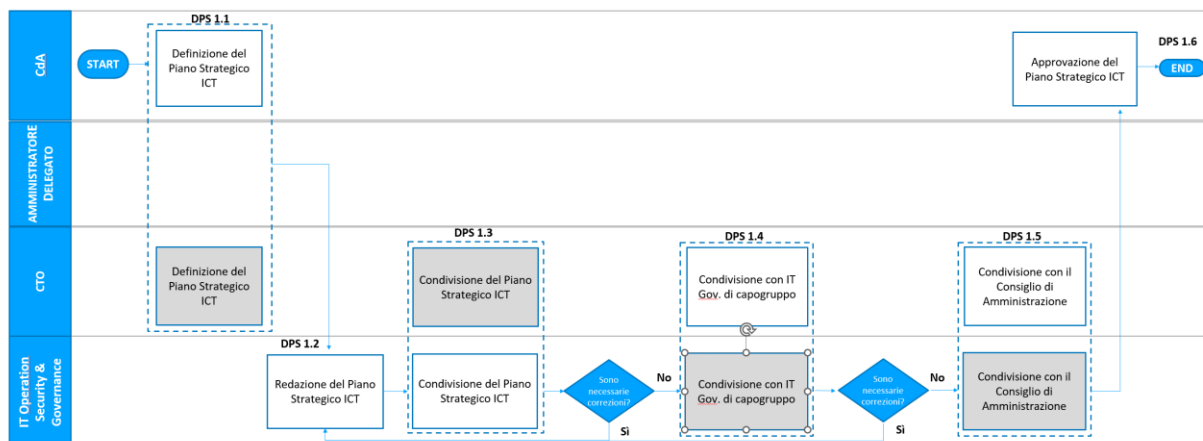 CdA
START
DPS 1.1
Definizione del
Piano Strategico
ICT
Approvazione del
Piano Strategico ICT
DPS 1.6
END
AMMINISTRATORE
DELEGATO
CTO
Definizione del
Piano Strategico
ICT
DPS 1.3
Condivisione del Piano
Strategico ICT
DPS 1.4
Condivisione con IT
Gov. di capogruppo
DPS 1.5
Condivisione con il
Consiglio di
Amministrazione
IT Operation
Security &
Governance
DPS 1.2
Redazione del Piano
Strategico ICT
Condivisione del Piano
Strategico ICT
Sono
necessarie
correzioni?
No
Sì
Condivisione con IT
Gov. di capogruppo
Sono
necessarie
correzioni?
No
Sì
Condivisione con il
Consiglio di
Amministrazione